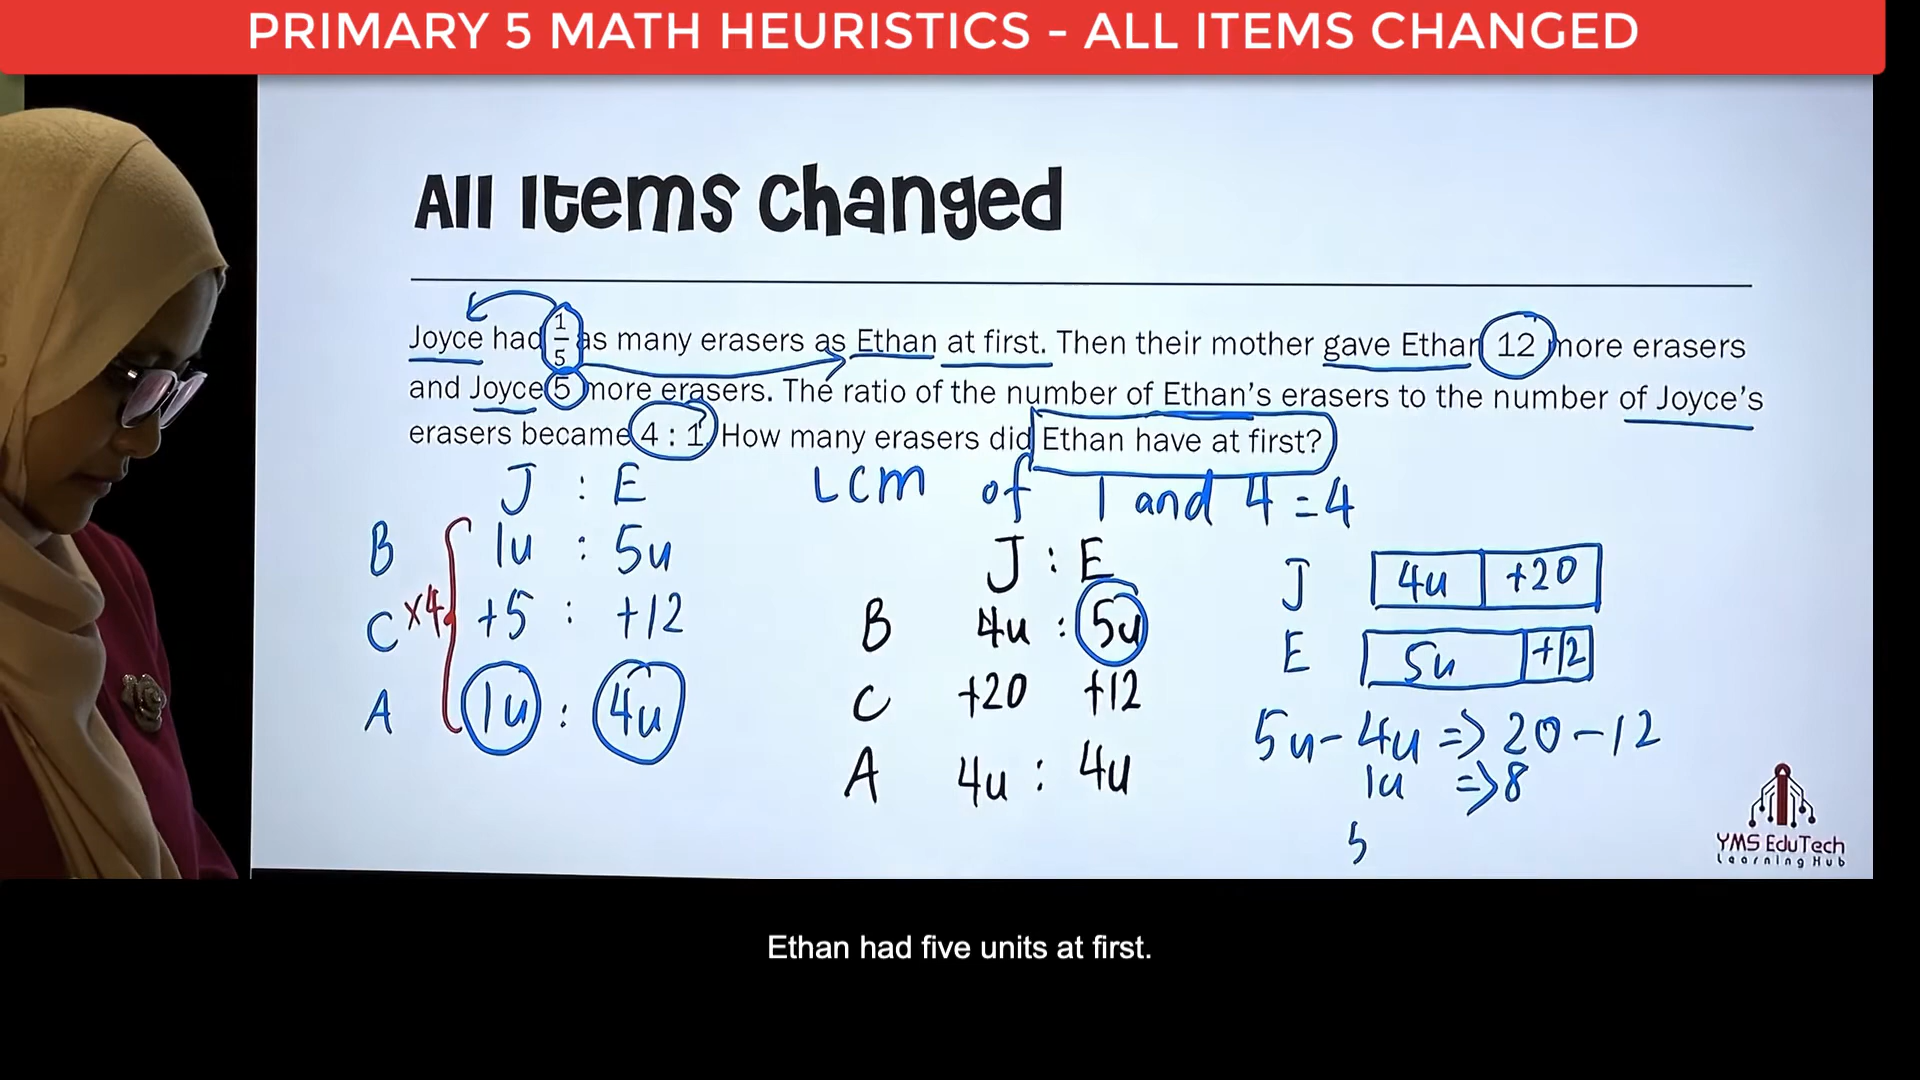 PRIMARY 5 MATH HEURISTICS - ALL ITEMS CHANGED
All Items Changed
Joyce had 1/5 as many erasers as Ethan at first. Then their mother gave Ethan 12 more erasers
and Joyce 5 more erasers. The ratio of the number of Ethan's erasers to the number of Joyce's
erasers became 4 : 1. How many erasers did Ethan have at first?
J : E
B 1u : 5u
C x4 +5 : +12
A 1u : 4u
LCM of 1 and 4 = 4
J : E
B 4u : 5u
C +20 +12
A 4u : 4u
J 4u +20
E 5u +12
5u - 4u => 20 - 12
1u => 8
5
YMS EduTech
Learning Hub
Ethan had five units at first.